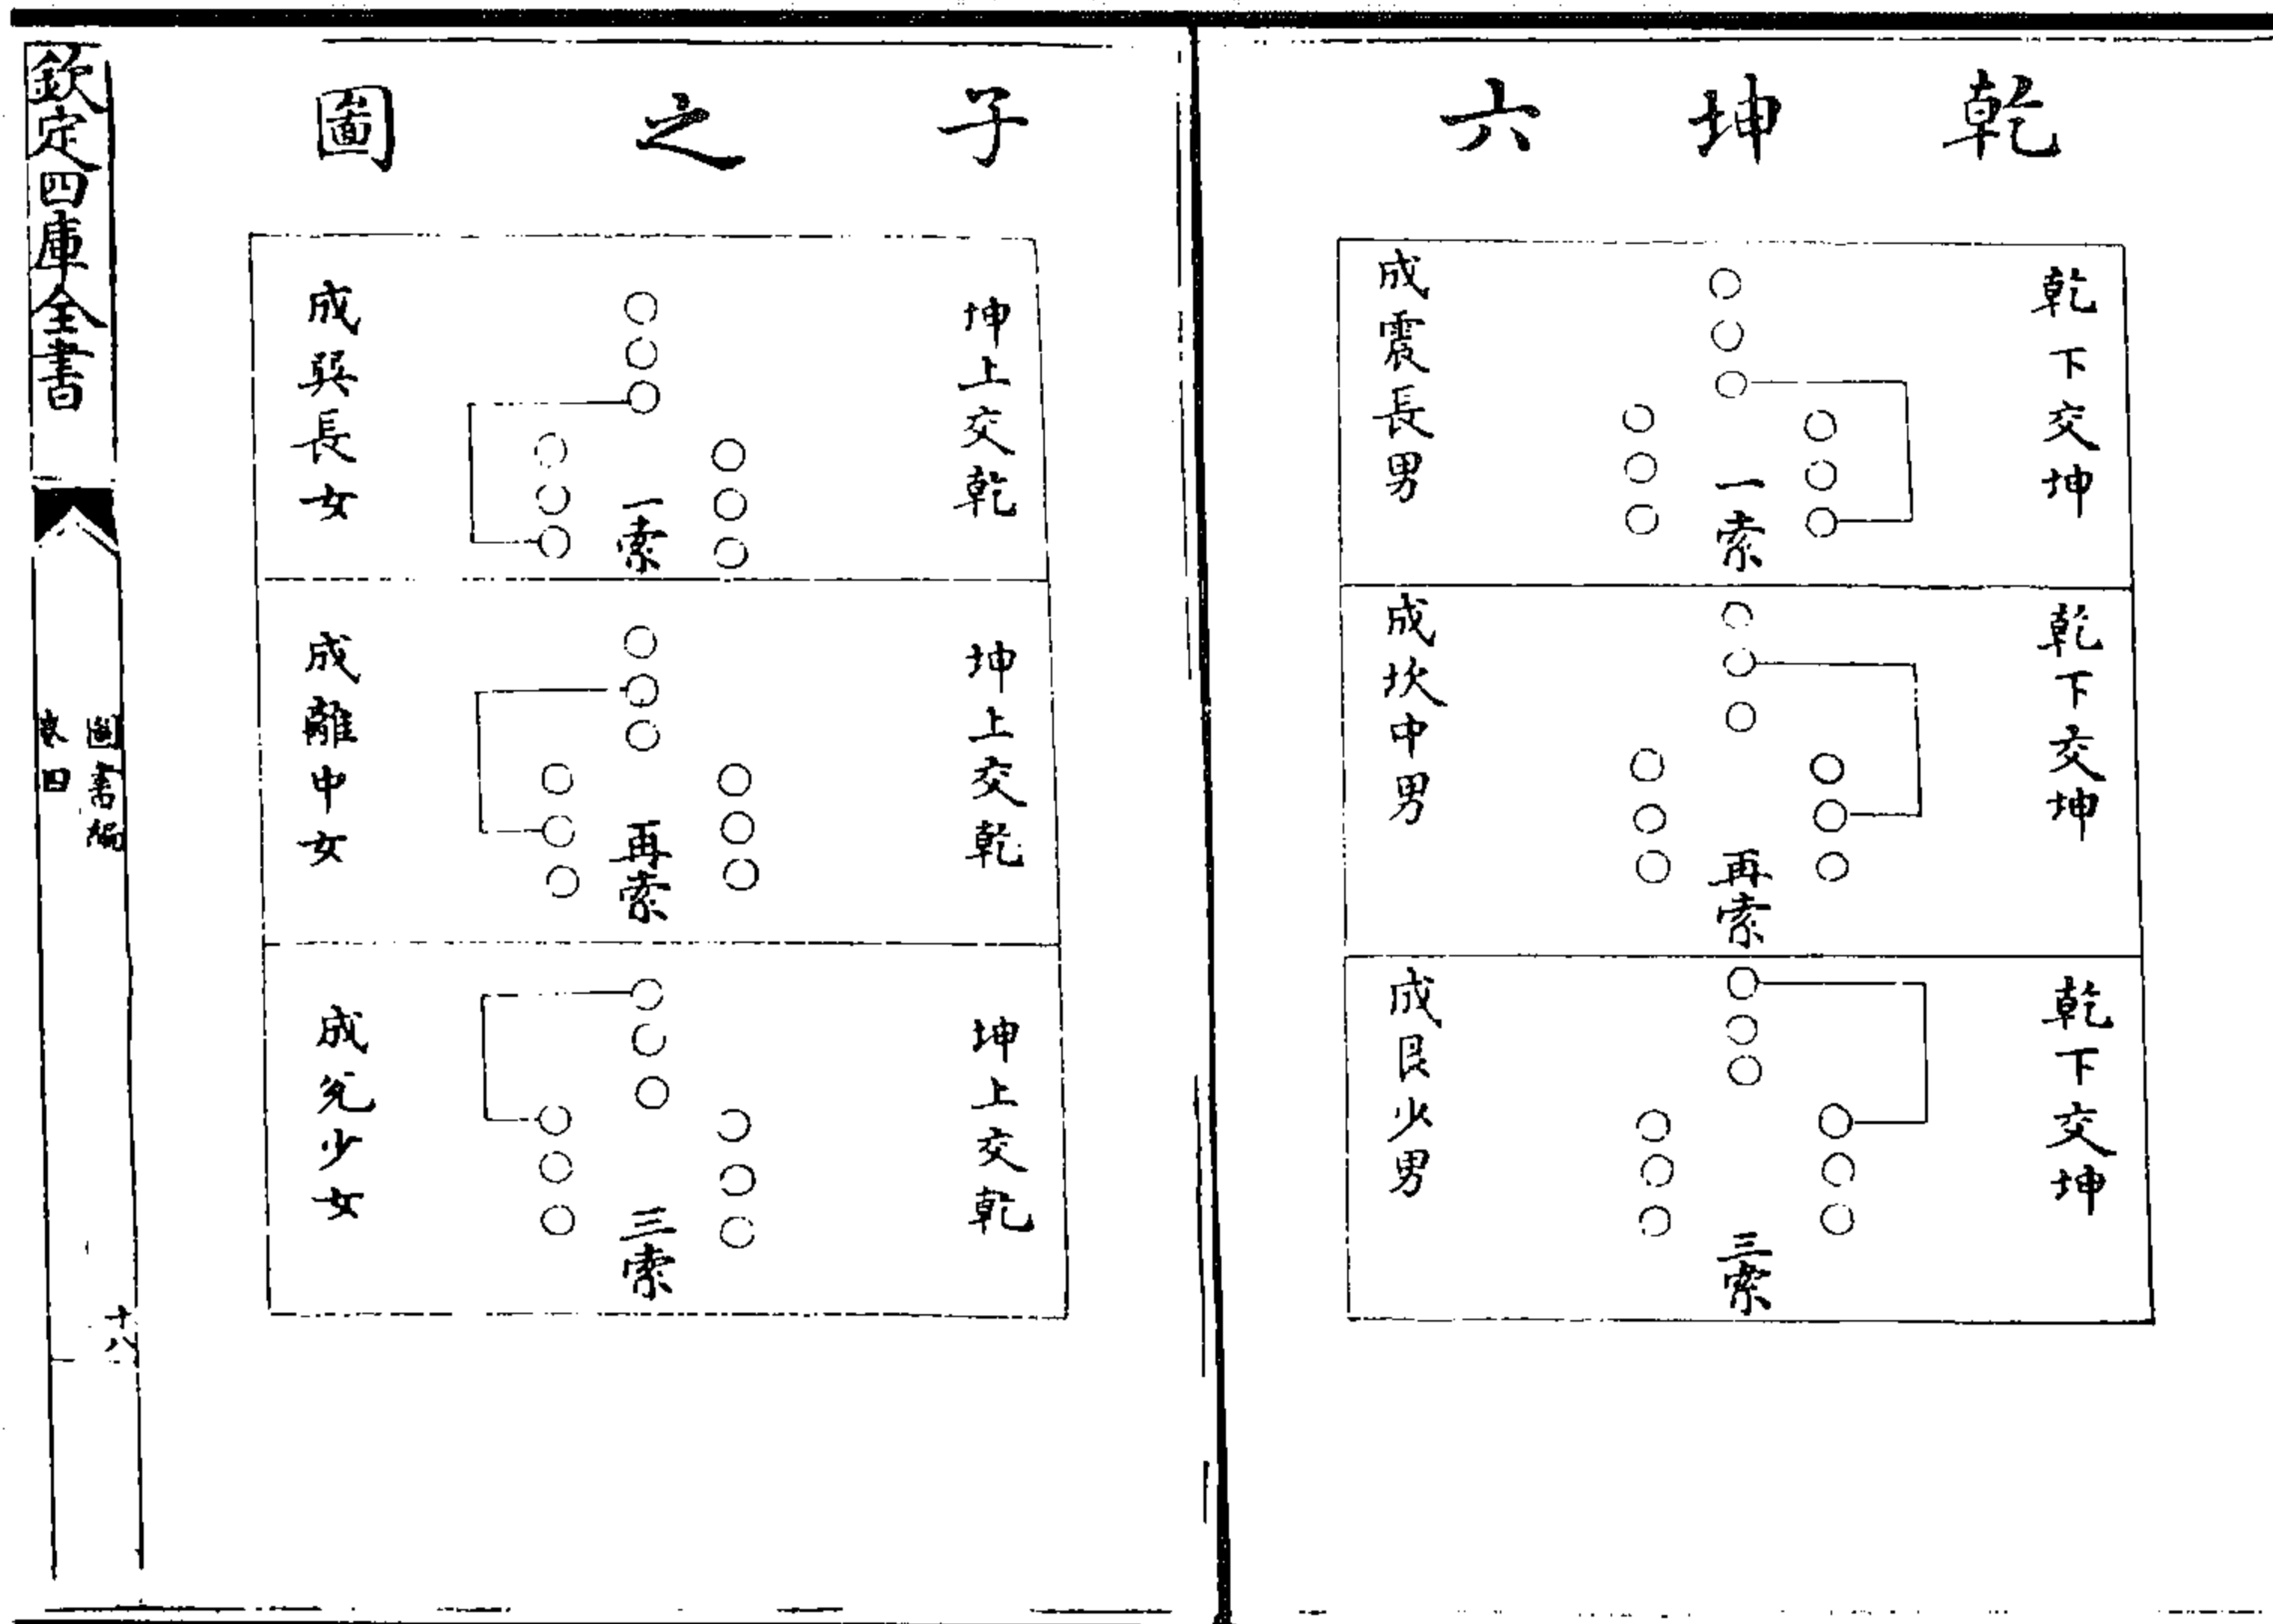 乾坤六
乾下交坤
一索
成震長男
乾下交坤
再索
成坎中男
乾下交坤
三索
成艮少男
子之圖
坤上交乾
一索
成巽長女
坤上交乾
再索
成離中女
坤上交乾
三索
成兌少女
欽定四庫全書
圖書編
卷四
十八